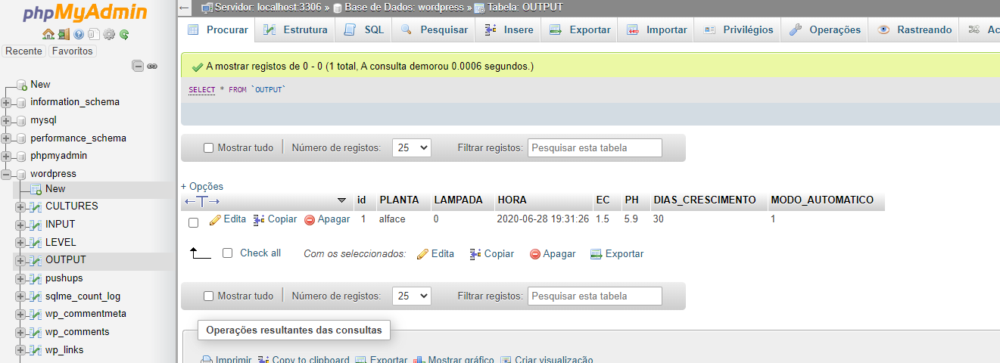 phpMyAdmin
Recente Favoritos
New
information_schema
mysql
performance_schema
phpmyadmin
wordpress
New
CULTURES
INPUT
LEVEL
OUTPUT
pushups
sqlme_count_log
wp_commentmeta
wp_comments
wp_links
Servidor: localhost:3306 » Base de Dados: wordpress » Tabela: OUTPUT
Procurar Estrutura SQL Pesquisar Insere Exportar Importar Privilégios Operações Rastreando Ac
A mostrar registos de 0 - 0 (1 total, A consulta demorou 0.0006 segundos.)
SELECT * FROM `OUTPUT`
Mostrar tudo Número de registos: 25 Filtrar registos: Pesquisar esta tabela
+ Opções
id PLANTA LAMPADA HORA EC PH DIAS_CRESCIMENTO MODO_AUTOMATICO
Edita Copiar Apagar 1 alface 0 2020-06-28 19:31:26 1.5 5.9 30 1
Check all Com os seleccionados: Edita Copiar Apagar Exportar
Mostrar tudo Número de registos: 25 Filtrar registos: Pesquisar esta tabela
Operações resultantes das consultas
Imprimir Copy to clipboard Exportar Mostrar gráfico Criar visualização